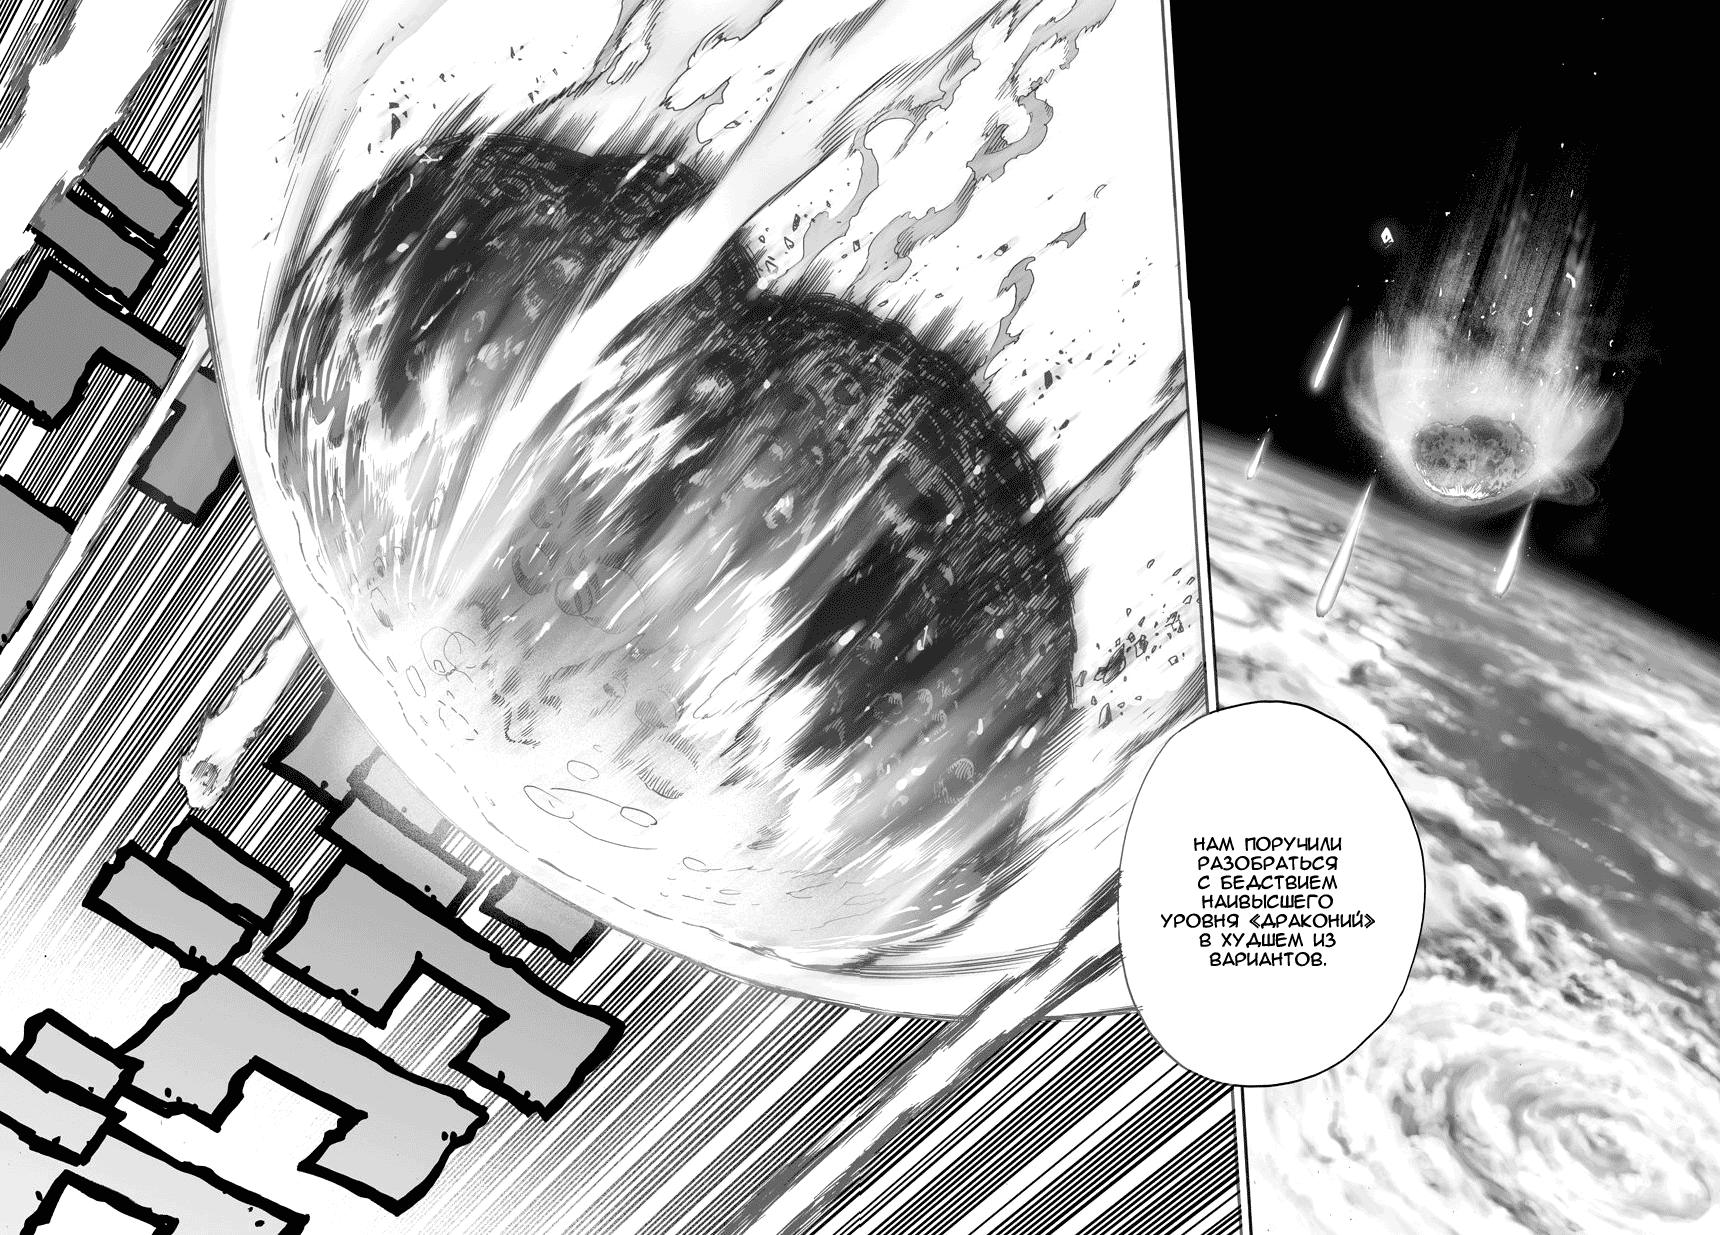 НАМ ПОРУЧИЛИ
РАЗОБРАТЬСЯ
С БЕДСТВИЕМ
НАИВЫСШЕГО
УРОВНЯ «ДРАКОНИЙ»
В ХУДШЕМ ИЗ
ВАРИАНТОВ.